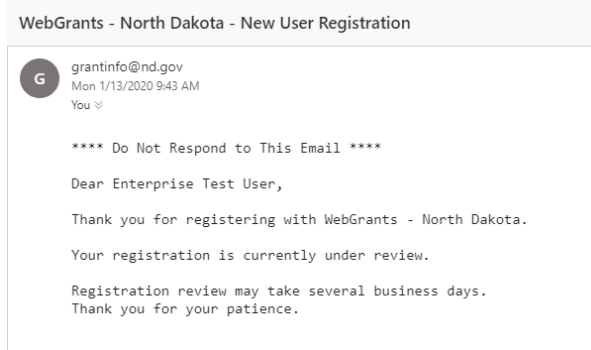 WebGrants - North Dakota - New User Registration
G
grantinfo@nd.gov
Mon 1/13/2020 9:43 AM
You
**** Do Not Respond to This Email ****
Dear Enterprise Test User,
Thank you for registering with WebGrants - North Dakota.
Your registration is currently under review.
Registration review may take several business days.
Thank you for your patience.